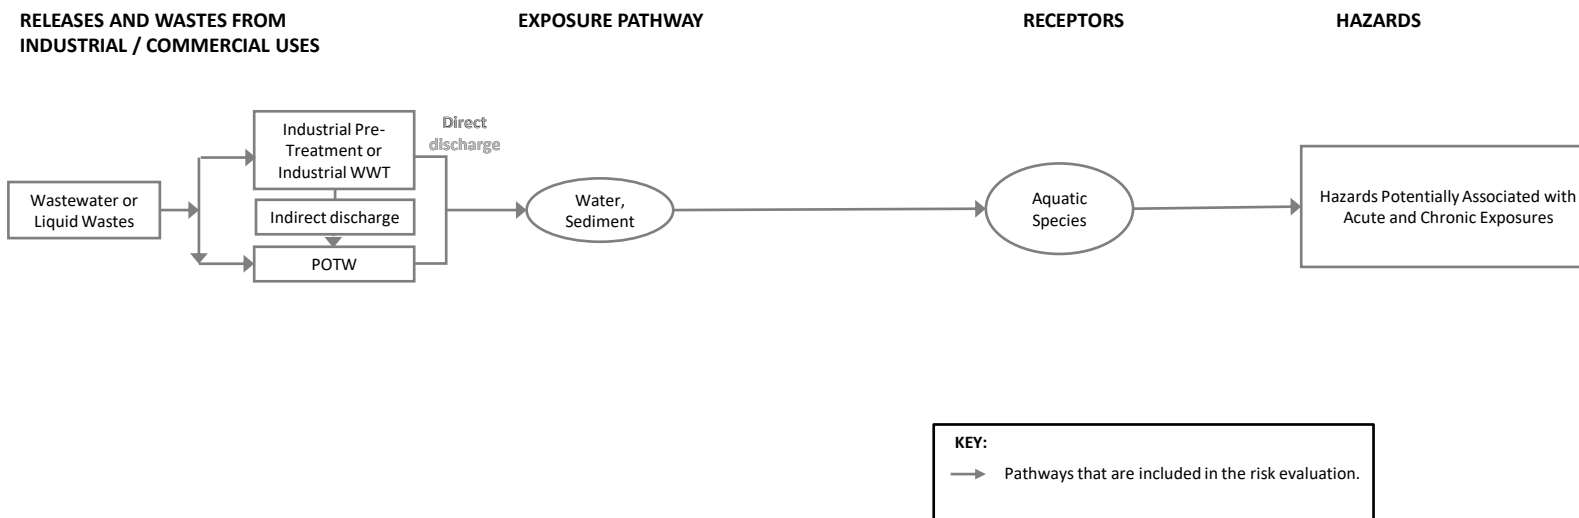 RELEASES AND WASTES FROM
INDUSTRIAL / COMMERCIAL USES
EXPOSURE PATHWAY
RECEPTORS
HAZARDS
Wastewater or
Liquid Wastes
Industrial Pre-
Treatment or
Industrial WWT
Indirect discharge
POTW
Direct
discharge
Water,
Sediment
Aquatic
Species
Hazards Potentially Associated with
Acute and Chronic Exposures
KEY:
Pathways that are included in the risk evaluation.